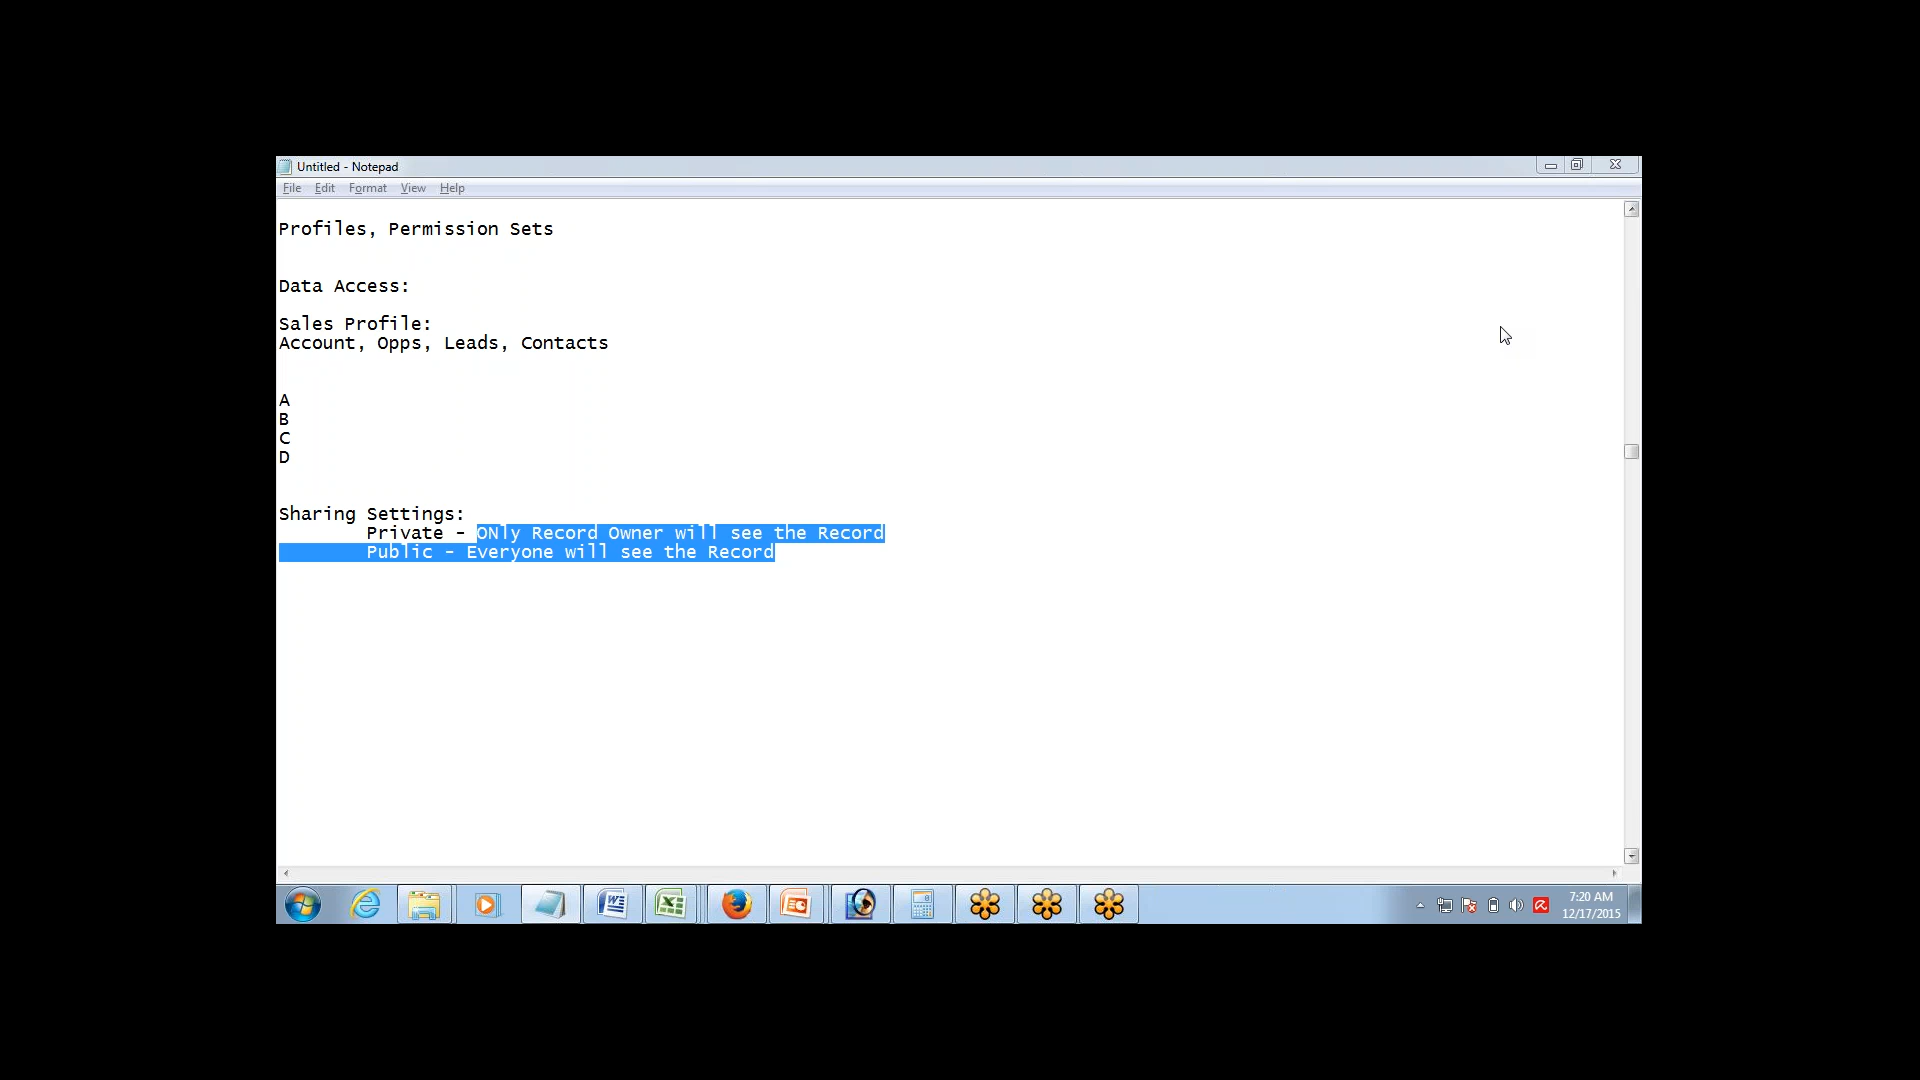 Untitled - Notepad
File Edit Format View Help
Profiles, Permission Sets
Data Access:
Sales Profile:
Account, Opps, Leads, Contacts
A
B
C
D
Sharing Settings:
Private - ONly Record Owner will see the Record
Public - Everyone will see the Record
7:20 AM
12/17/2015